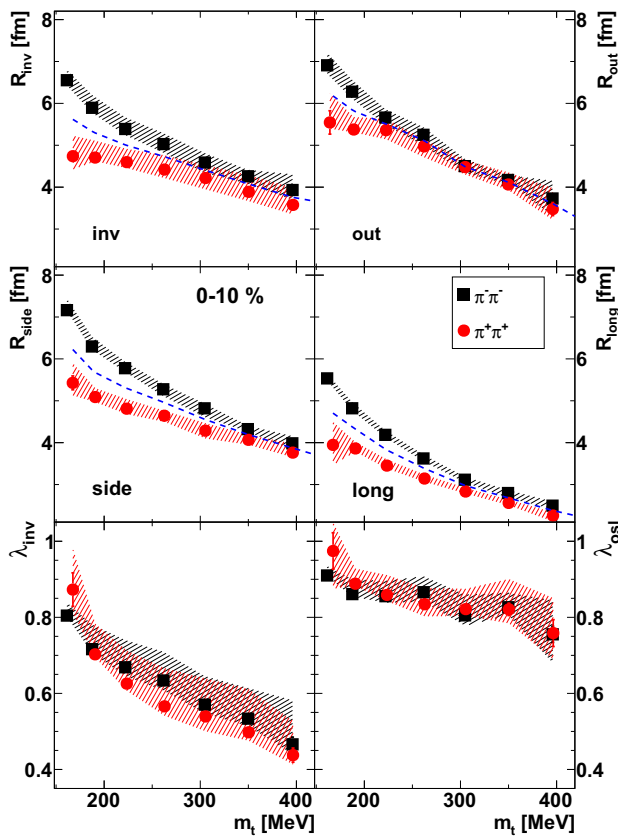 R_inv [fm]
8
6
4
inv
R_out [fm]
8
6
4
out
R_side [fm]
8
6
4
0-10 %
side
R_long [fm]
8
6
4
π⁻π⁻
π⁺π⁺
long
λ_inv
1
0.8
0.6
0.4
200 300 400
m_t [MeV]
λ_osl
1
0.8
0.6
0.4
200 300 400
m_t [MeV]